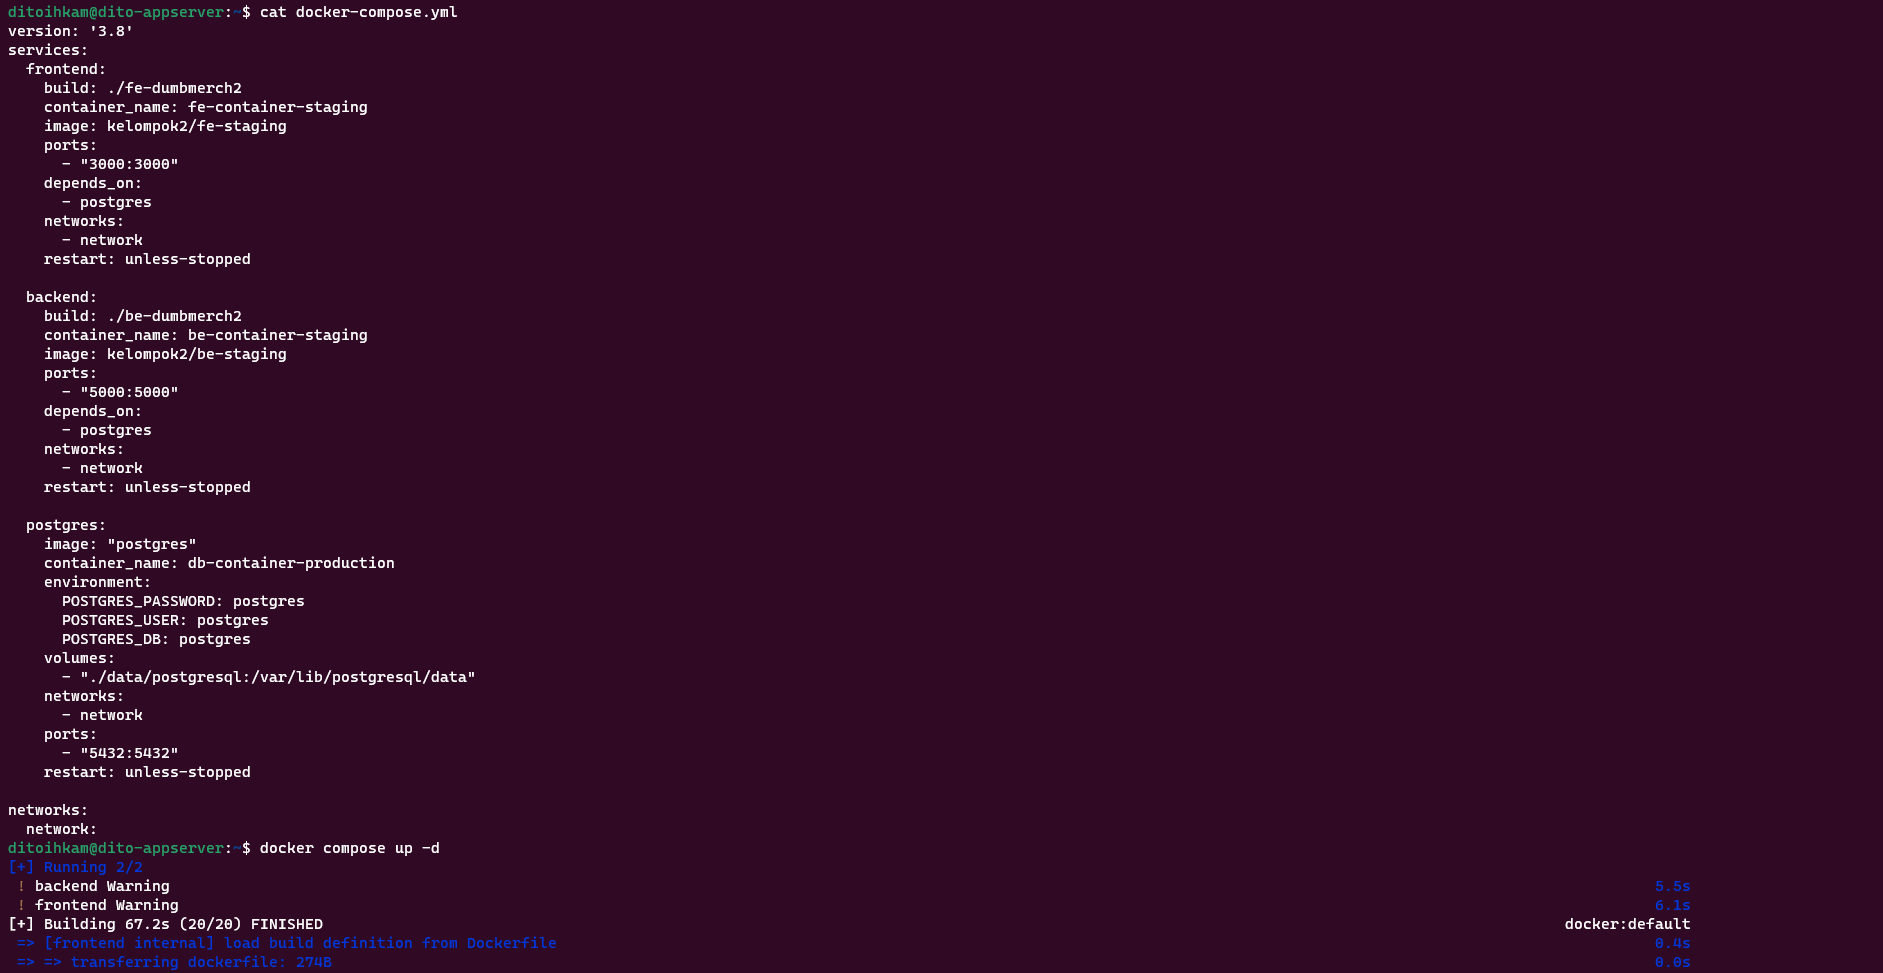 ditoihkam@dito-appserver:~$ cat docker-compose.yml
version: '3.8'
services:
  frontend:
    build: ./fe-dumbmerch2
    container_name: fe-container-staging
    image: kelompok2/fe-staging
    ports:
      - "3000:3000"
    depends_on:
      - postgres
    networks:
      - network
    restart: unless-stopped

  backend:
    build: ./be-dumbmerch2
    container_name: be-container-staging
    image: kelompok2/be-staging
    ports:
      - "5000:5000"
    depends_on:
      - postgres
    networks:
      - network
    restart: unless-stopped

  postgres:
    image: "postgres"
    container_name: db-container-production
    environment:
      POSTGRES_PASSWORD: postgres
      POSTGRES_USER: postgres
      POSTGRES_DB: postgres
    volumes:
      - "./data/postgresql:/var/lib/postgresql/data"
    networks:
      - network
    ports:
      - "5432:5432"
    restart: unless-stopped

networks:
  network:
ditoihkam@dito-appserver:~$ docker compose up -d
[+] Running 2/2
 ! backend Warning 5.5s
 ! frontend Warning 6.1s
[+] Building 67.2s (20/20) FINISHED docker:default
 => [frontend internal] load build definition from Dockerfile 0.4s
 => => transferring dockerfile: 274B 0.0s